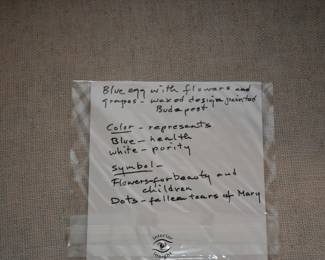 Blue egg with flowers and
grapes - waxed design painted
Budapest
Color - represents
Blue - health
white - purity
Symbol -
Flowers - for beauty and
children
Dots - fallen tears of Mary
interior